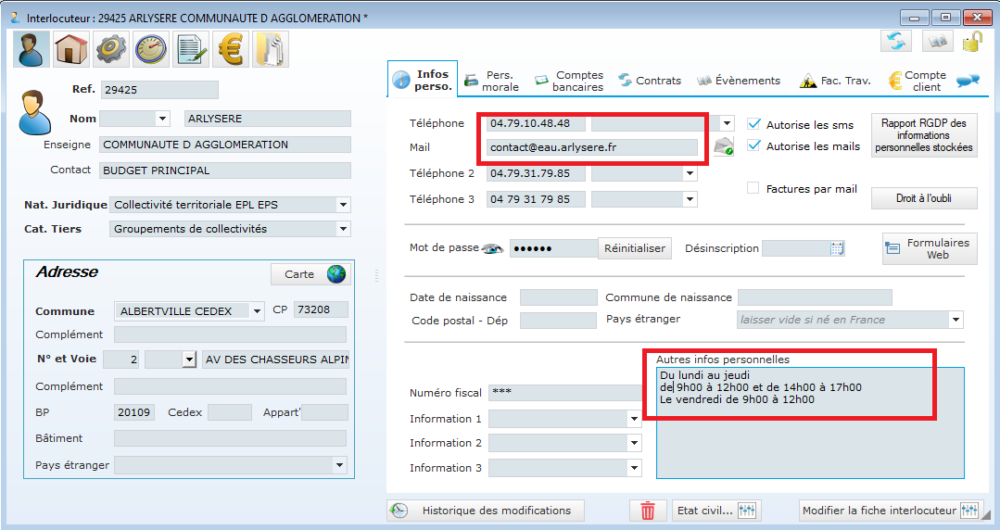 Interlocuteur : 29425 ARLYSERE COMMUNAUTE D AGGLOMERATION *
Ref. 29425
Nom ARLYSERE
Enseigne COMMUNAUTE D AGGLOMERATION
Contact BUDGET PRINCIPAL
Nat. Juridique Collectivité territoriale EPL EPS
Cat. Tiers Groupements de collectivités
Adresse
Carte
Commune ALBERTVILLE CEDEX CP 73208
Complément
N° et Voie 2 AV DES CHASSEURS ALPIN
Complément
BP 20109 Cedex Appart'
Bâtiment
Pays étranger
Infos perso.
Pers. morale
Comptes bancaires
Contrats
Évènements
Fac. Trav.
Compte client
Téléphone 04.79.10.48.48
Autorise les sms
Mail contact@eau.arlysere.fr
Autorise les mails
Rapport RGDP des
informations
personnelles stockées
Téléphone 2 04.79.31.79.85
Téléphone 3 04 79 31 79 85
Factures par mail
Droit à l'oubli
Mot de passe ●●●●●● Réinitialiser Désinscription
Formulaires
Web
Date de naissance Commune de naissance
Code postal - Dép Pays étranger laisser vide si né en France
Autres infos personnelles
Du lundi au jeudi
de 9h00 à 12h00 et de 14h00 à 17h00
Le vendredi de 9h00 à 12h00
Numéro fiscal ***
Information 1
Information 2
Information 3
Historique des modifications
Etat civil...
Modifier la fiche interlocuteur